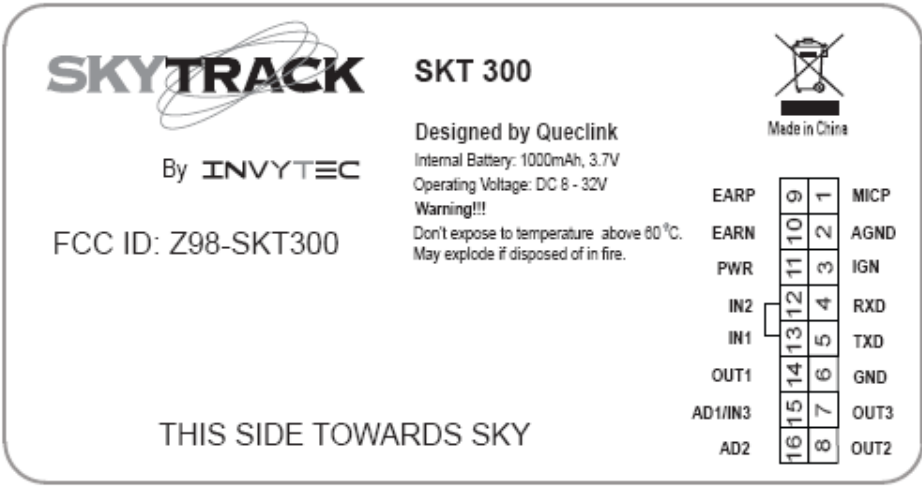 SKYTRACK
By INVYTEC
FCC ID: Z98-SKT300
THIS SIDE TOWARDS SKY
SKT 300
Designed by Queclink
Internal Battery: 1000mAh, 3.7V
Operating Voltage: DC 8 - 32V
Warning!!!
Don't expose to temperature above 60 °C.
May explode if disposed of in fire.
Made in China
EARP 9 1 MICP
EARN 10 2 AGND
PWR 11 3 IGN
IN2 12 4 RXD
IN1 13 5 TXD
OUT1 14 6 GND
AD1/IN3 15 7 OUT3
AD2 16 8 OUT2